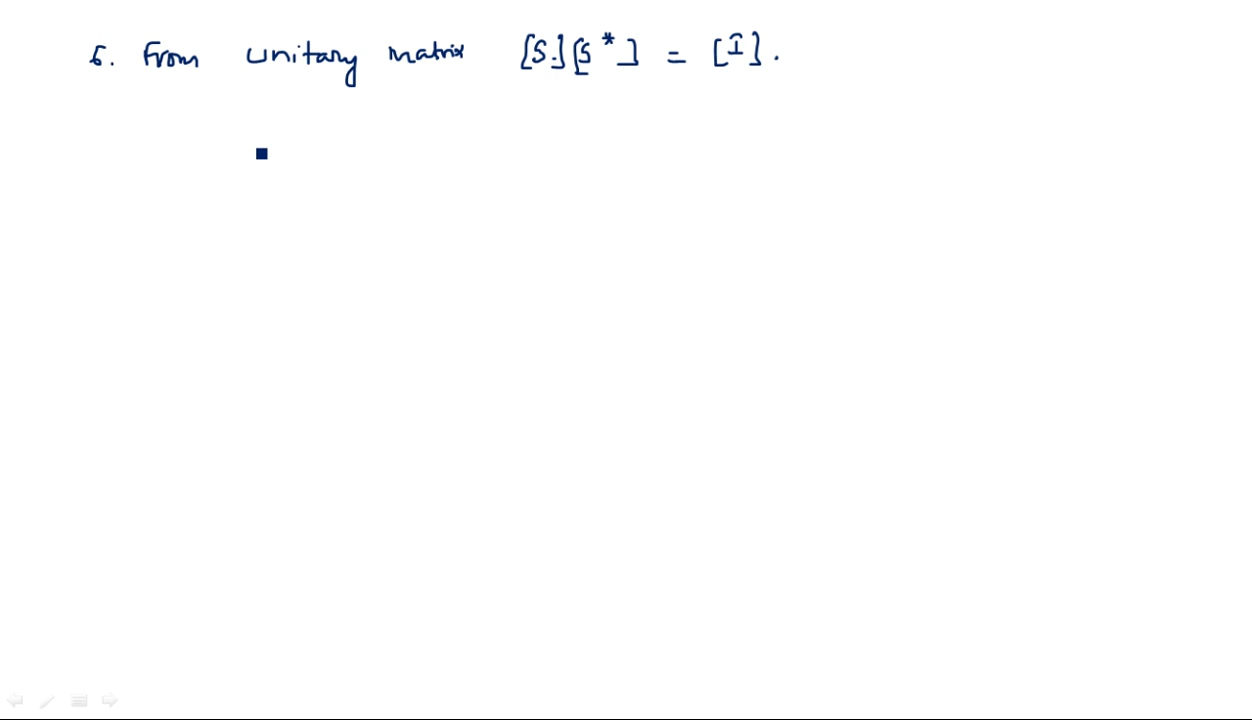 5. From unitary matrix [S.][S*] = [I].